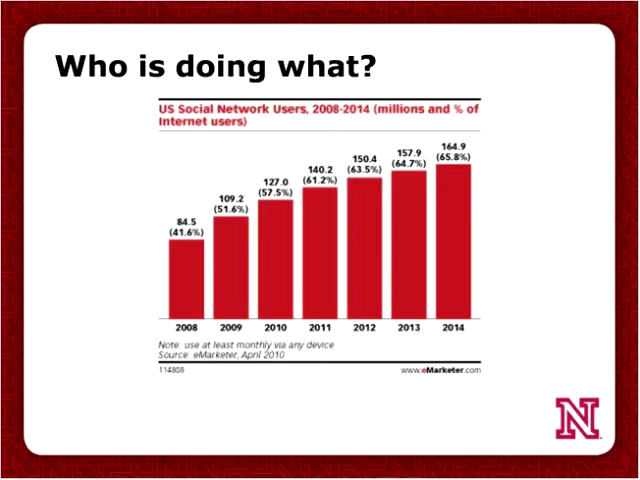 Who is doing what?
US Social Network Users, 2008-2014 (millions and % of
Internet users)
84.5
(41.6%)
109.2
(51.6%)
127.0
(57.5%)
140.2
(61.2%)
150.4
(63.5%)
157.9
(64.7%)
164.9
(65.8%)
2008 2009 2010 2011 2012 2013 2014
Note: use at least monthly via any device
Source: eMarketer, April 2010
114808 www.eMarketer.com
N